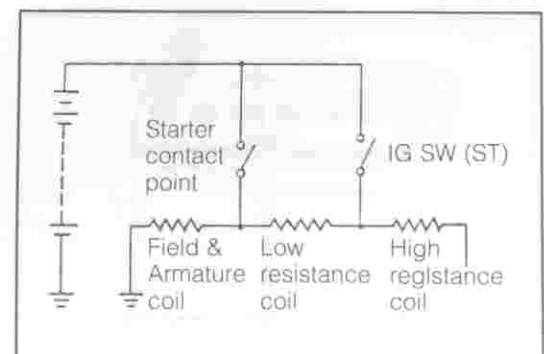 Starter
contact
point
IG SW (ST)
Field &
Armature
coil
Low
resistance
coil
High
reglstance
coil